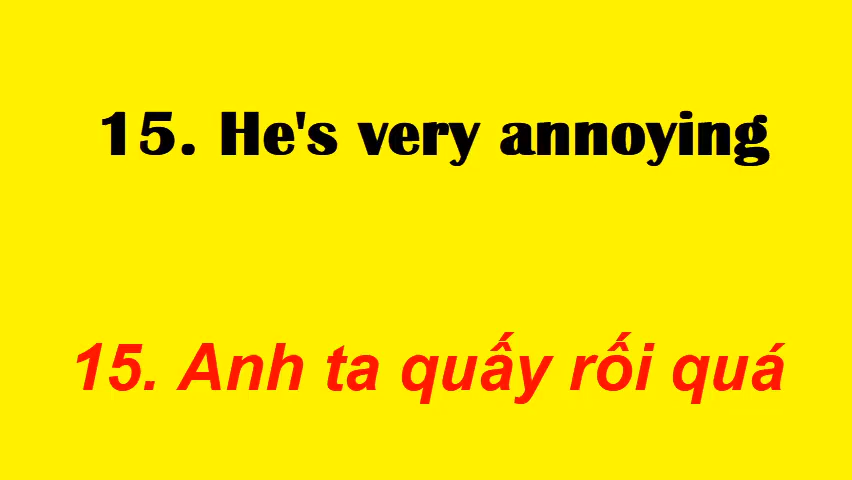 15. He's very annoying
15. Anh ta quấy rối quá